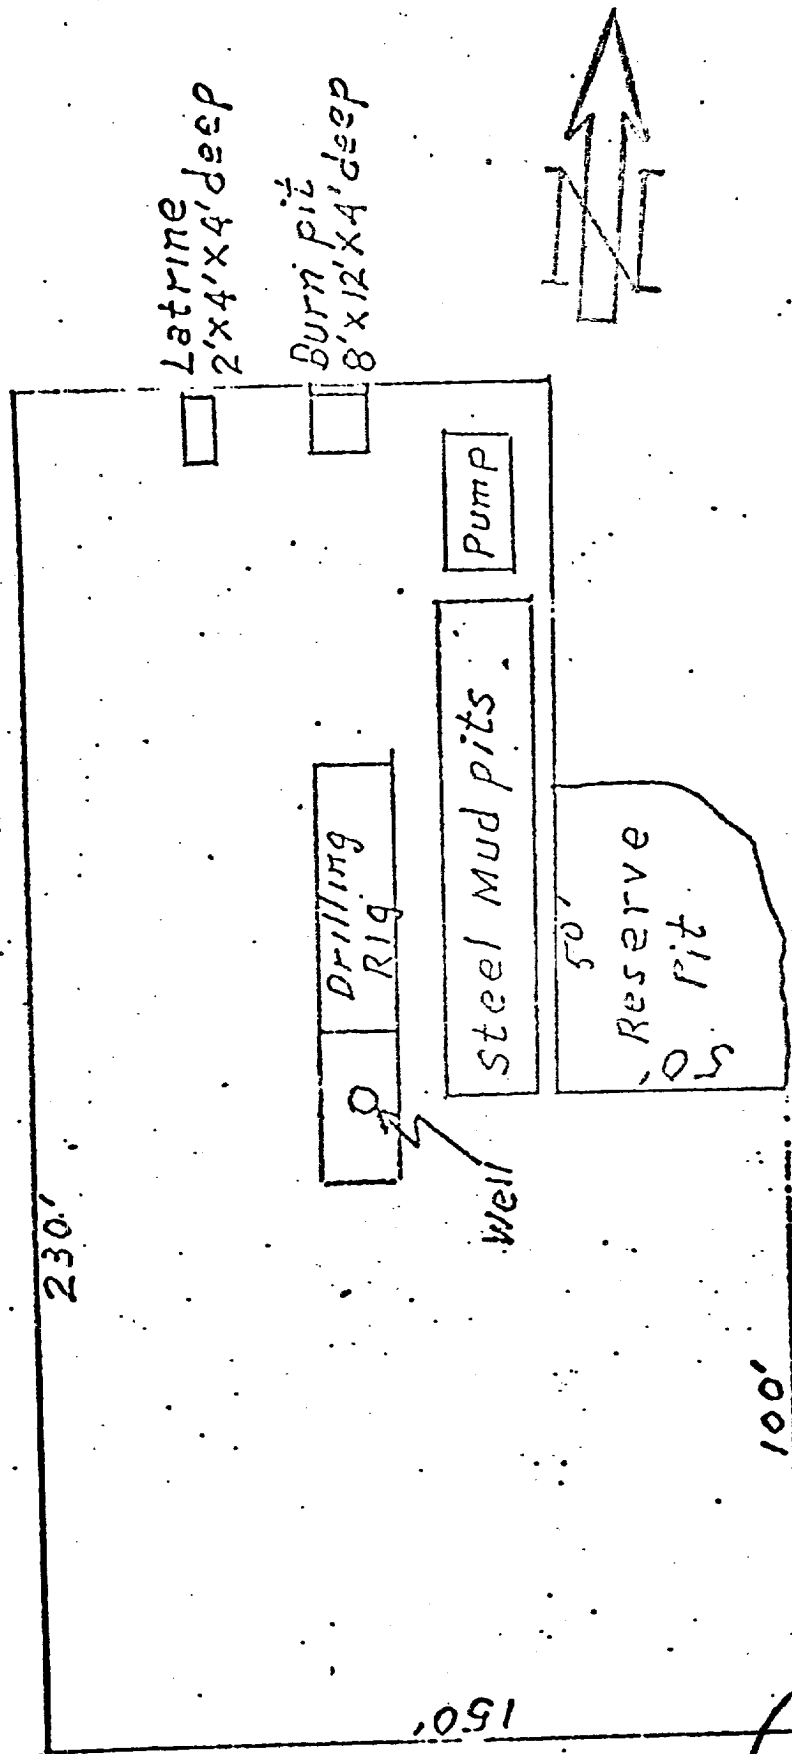 Latrine
2'x4'x4' deep
Burn pit
8'x12'x4' deep
N
Pump
Steel Mud pits
Drilling
Rig
Well
50'
Reserve
Pit
50'
230'
100'
150'